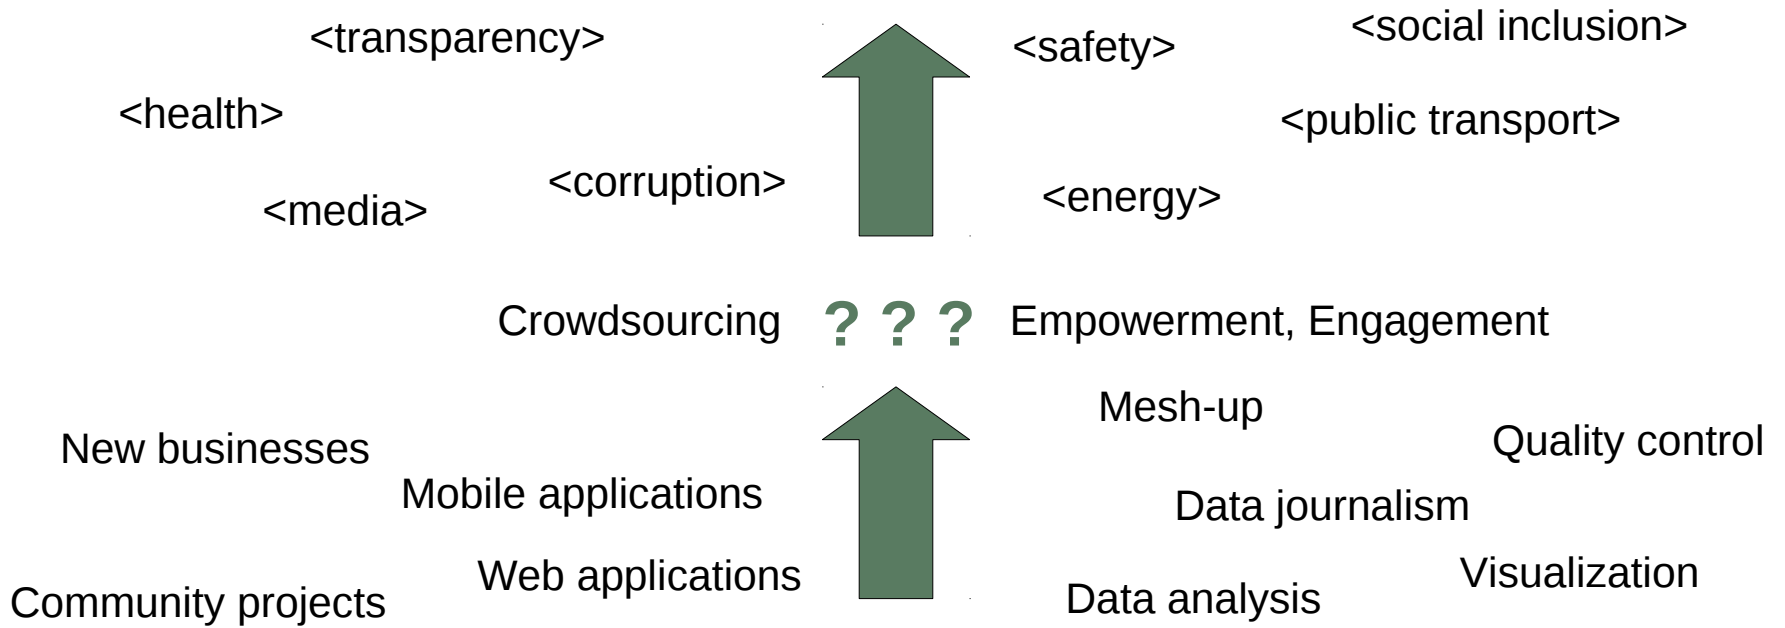 <transparency>
<safety>
<social inclusion>
<health>
<public transport>
<corruption>
<energy>
<media>
Crowdsourcing ? ? ? Empowerment, Engagement
Mesh-up
New businesses
Quality control
Mobile applications
Data journalism
Web applications
Visualization
Community projects
Data analysis